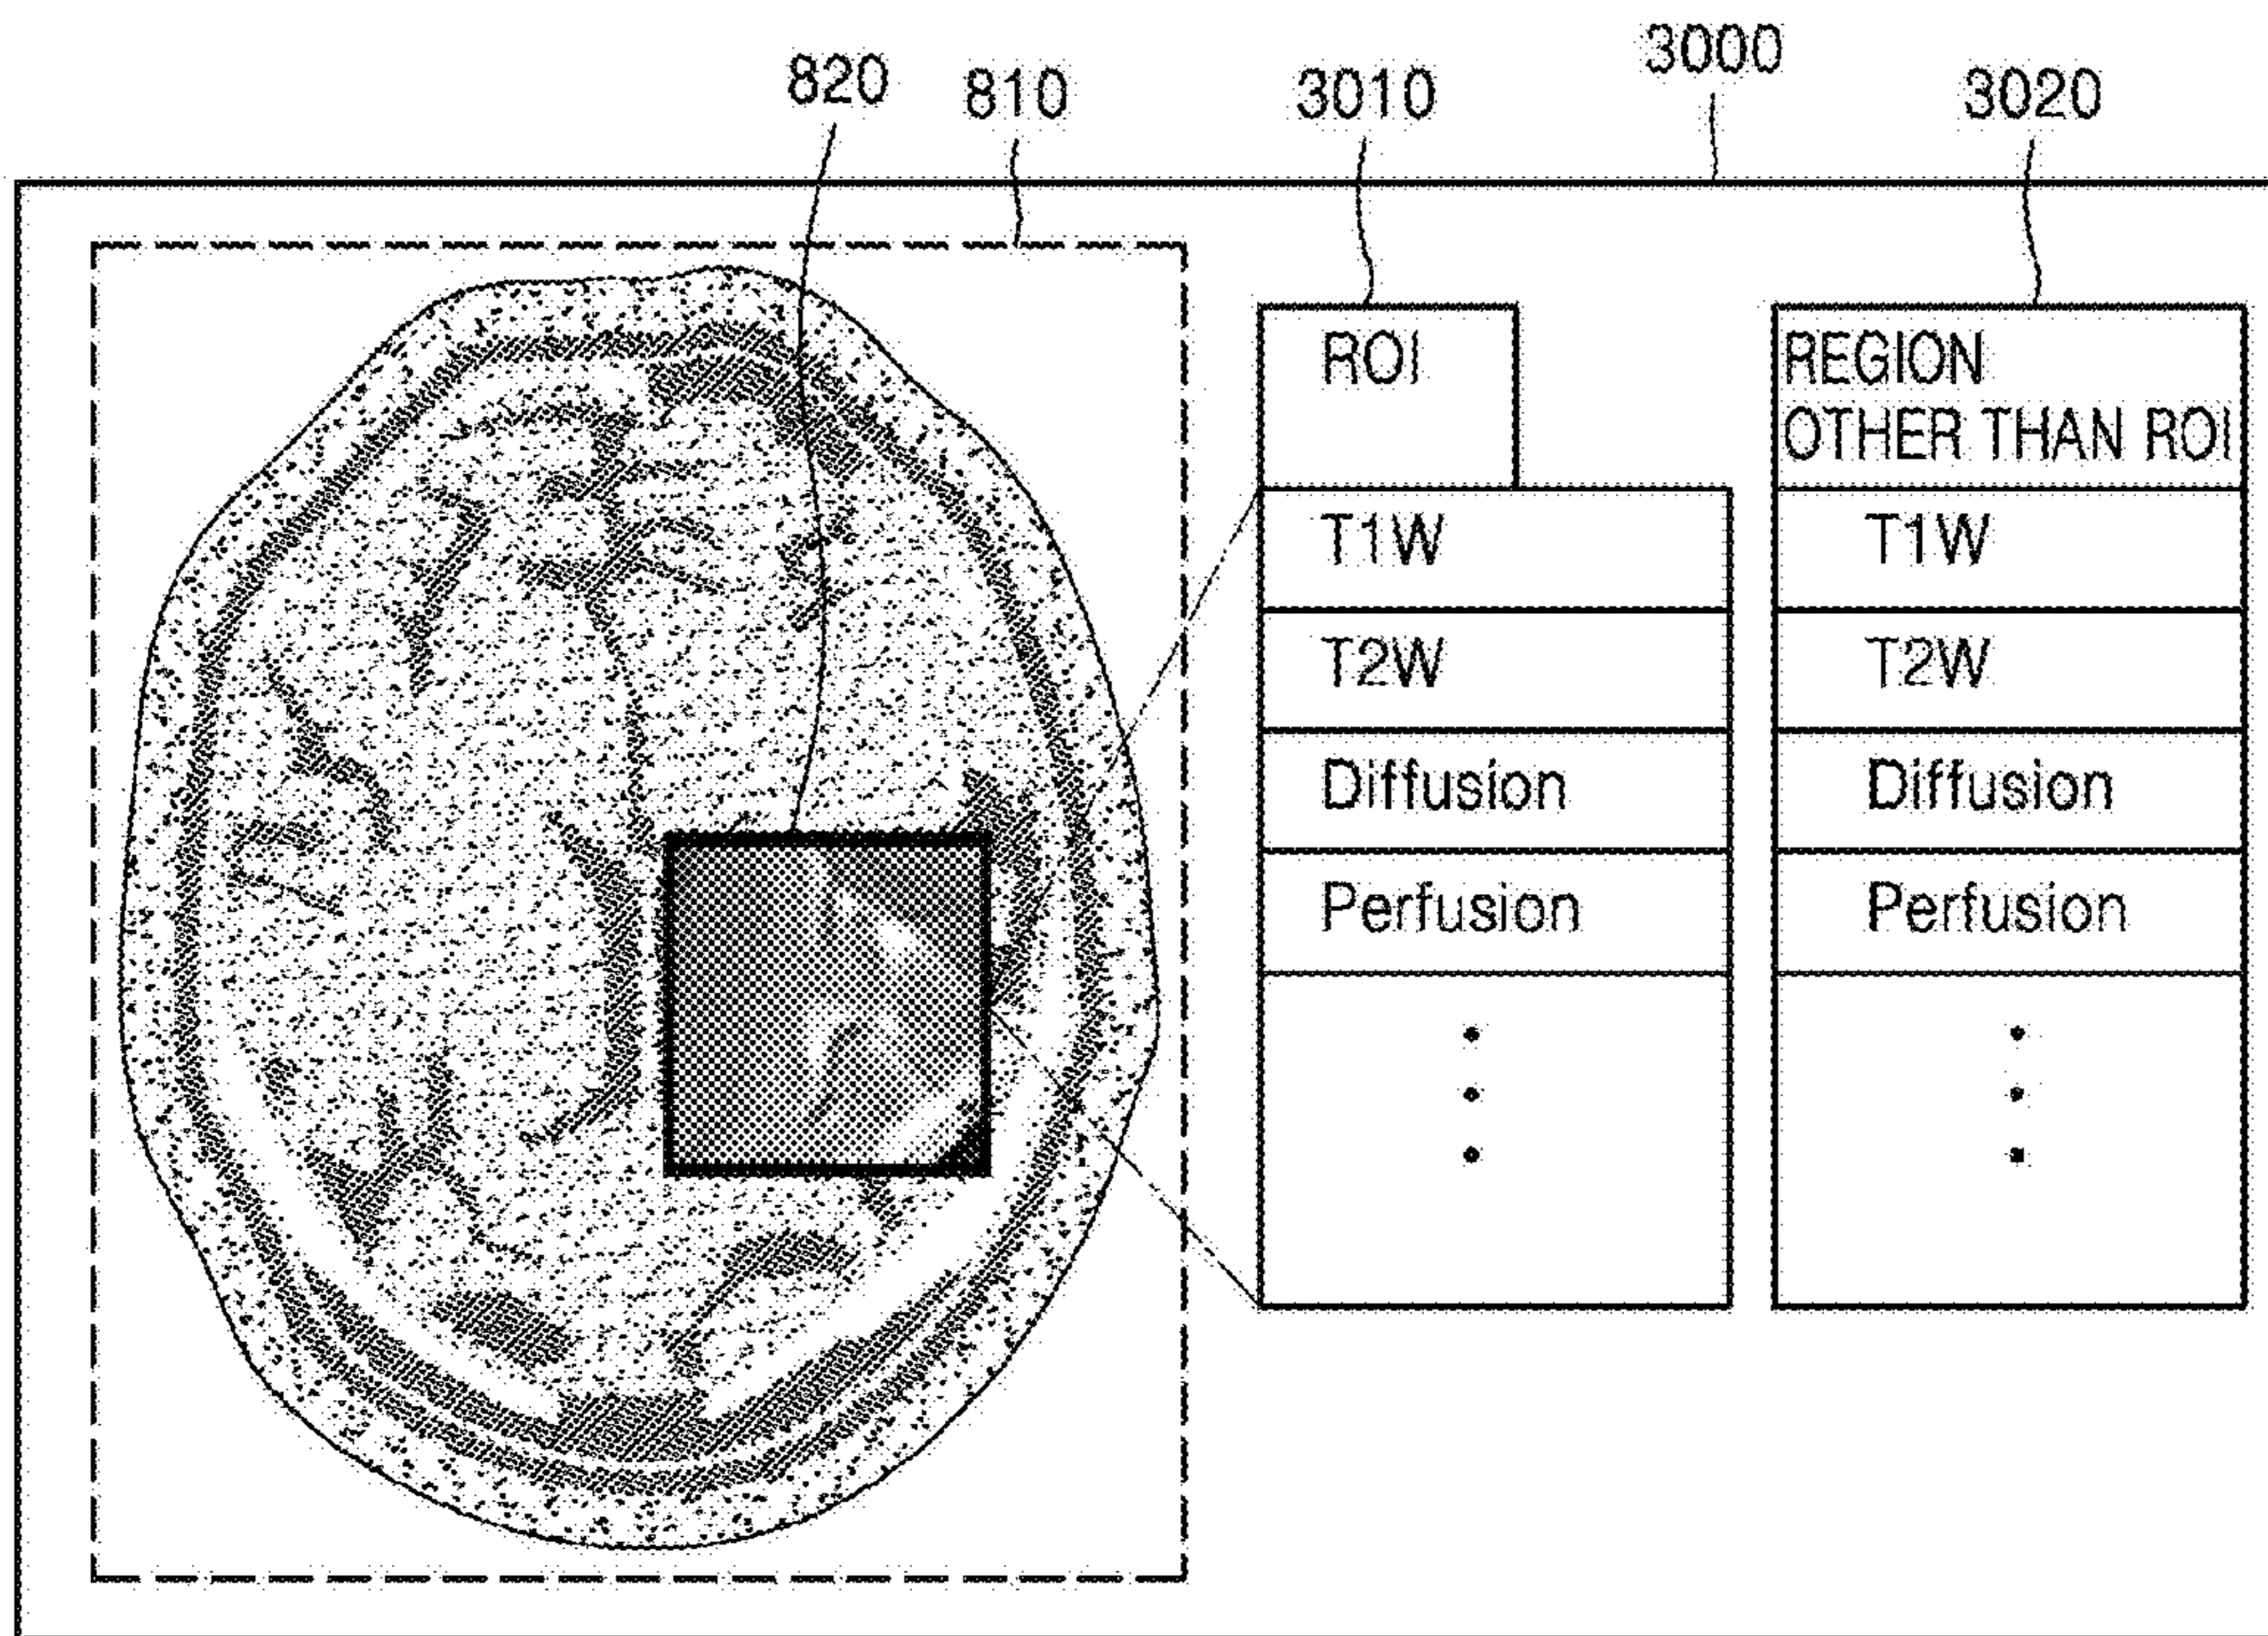 820
810
3010
3000
3020
ROI
T1W
T2W
Diffusion
Perfusion
REGION
OTHER THAN ROI
T1W
T2W
Diffusion
Perfusion